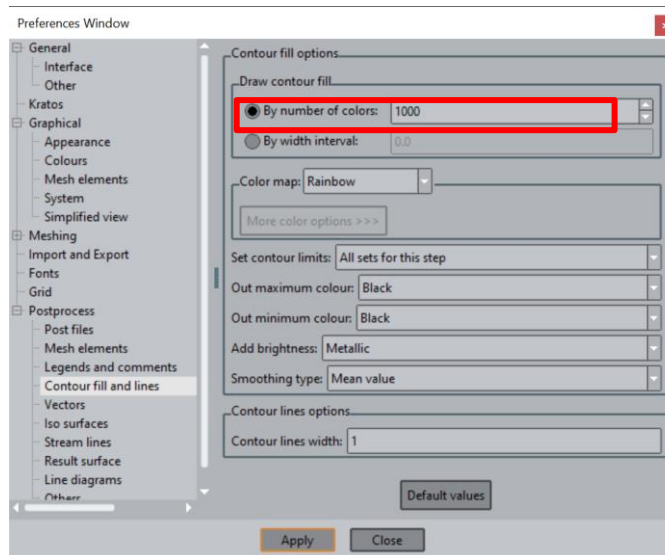 Preferences Window
General
Interface
Other
Kratos
Graphical
Appearance
Colours
Mesh elements
System
Simplified view
Meshing
Import and Export
Fonts
Grid
Postprocess
Post files
Mesh elements
Legends and comments
Contour fill and lines
Vectors
Iso surfaces
Stream lines
Result surface
Line diagrams
Others
Contour fill options
Draw contour fill
By number of colors: 1000
By width interval: 0.0
Color map: Rainbow
More color options >>>
Set contour limits: All sets for this step
Out maximum colour: Black
Out minimum colour: Black
Add brightness: Metallic
Smoothing type: Mean value
Contour lines options
Contour lines width: 1
Default values
Apply Close